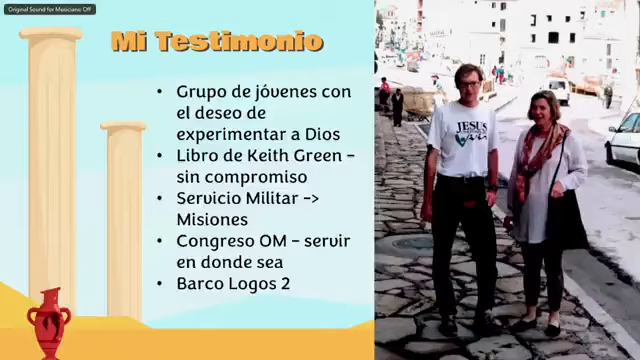 Original Sound for Musicians: Off
Mi Testimonio
• Grupo de jóvenes con
el deseo de
experimentar a Dios
• Libro de Keith Green –
sin compromiso
• Servicio Militar ->
Misiones
• Congreso OM – servir
en donde sea
• Barco Logos 2
JESUS